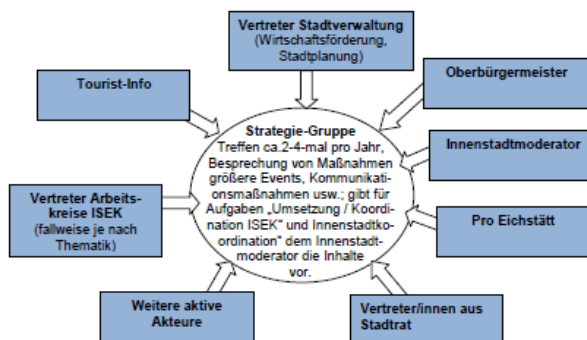 Vertreter Stadtverwaltung
(Wirtschaftsförderung,
Stadtplanung)
Tourist-Info
Oberbürgermeister
Strategie-Gruppe
Treffen ca.2-4-mal pro Jahr,
Besprechung von Maßnahmen
größere Events, Kommunikati-
onsmaßnahmen usw.; gibt für
Aufgaben „Umsetzung / Koordi-
nation ISEK“ und Innenstadtko-
ordination“ dem Innenstadt-
moderator die Inhalte
vor.
Innenstadtmoderator
Vertreter Arbeits-
kreise ISEK
(fallweise je nach
Thematik)
Pro Eichstätt
Weitere aktive
Akteure
Vertreter/innen aus
Stadtrat